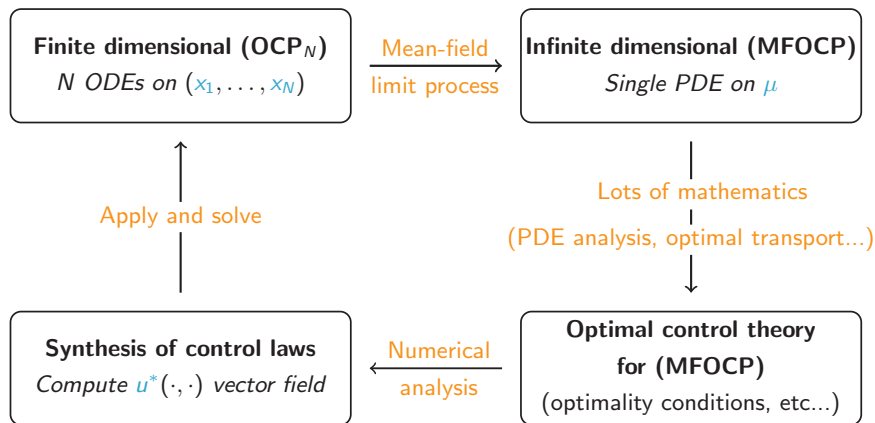 Finite dimensional (OCP_N)
N ODEs on (x_1, . . . , x_N)
Mean-field
limit process
Infinite dimensional (MFOCP)
Single PDE on μ
Lots of mathematics
(PDE analysis, optimal transport...)
Apply and solve
Optimal control theory
for (MFOCP)
(optimality conditions, etc...)
Numerical
analysis
Synthesis of control laws
Compute u*(·,·) vector field